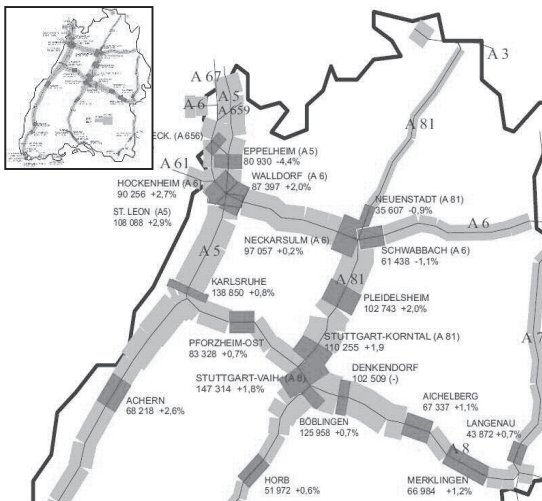 A 3
A 67
A 6
A 5
A 659
ECK. (A 656)
EPPELHEIM (A 5)
80 930 -4,4%
A 81
A 61
WALLDORF (A 6)
87 397 +2,0%
HOCKENHEIM (A 6)
90 256 +2,7%
NEUENSTADT (A 81)
35 607 -0,9%
ST. LEON (A5)
108 088 +2,9%
A 6
NECKARSULM (A 6)
97 057 +0,2%
SCHWABBACH (A 6)
61 438 -1,1%
A 5
A 81
KARLSRUHE
138 850 +0,8%
PLEIDELSHEIM
102 743 +2,0%
A 7
PFORZHEIM-OST
83 328 +0,7%
STUTTGART-KORNTAL (A 81)
110 255 +1,9
STUTTGART-VAIH. (A 8)
147 314 +1,8%
DENKENDORF
102 509 (-)
ACHERN
68 218 +2,6%
AICHELBERG
67 337 +1,1%
BÖBLINGEN
125 958 +0,7%
LANGENAU
43 872 +0,7%
A 8
HORB
51 972 +0,6%
MERKLINGEN
66 984 +1,2%